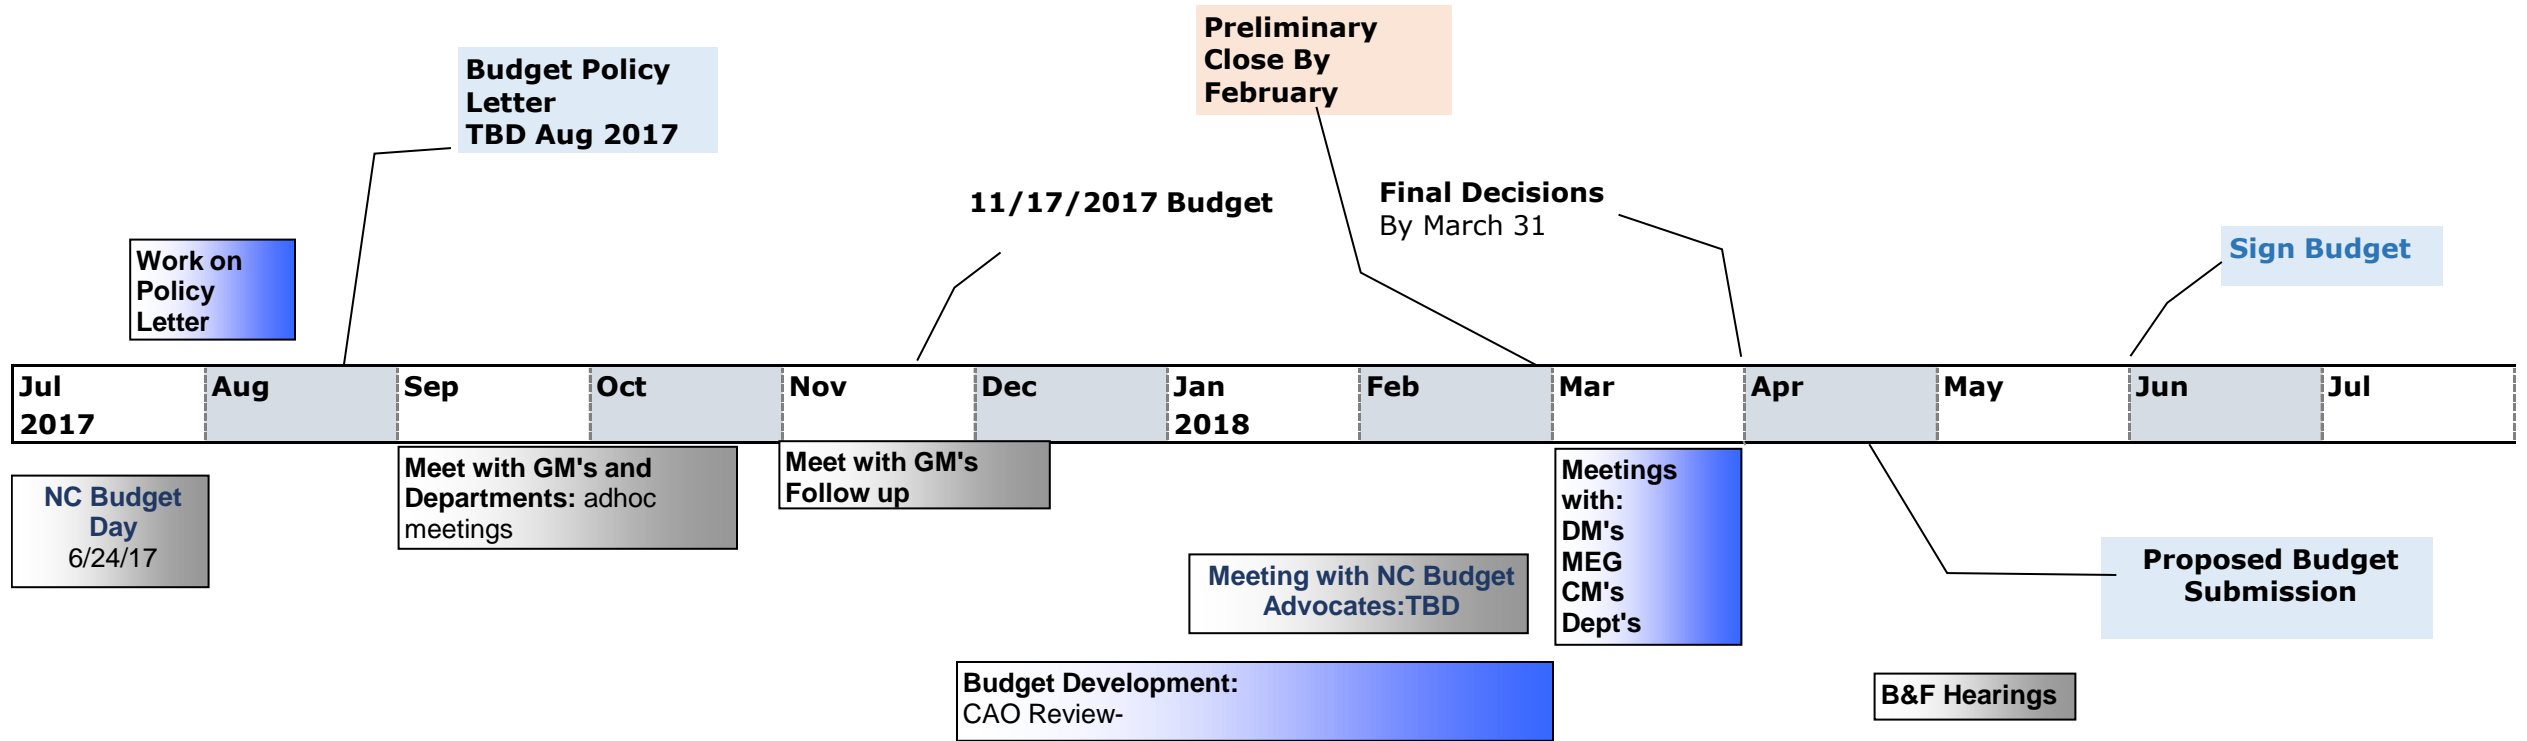 Preliminary
Close By
February
Budget Policy
Letter
TBD Aug 2017
11/17/2017 Budget
Final Decisions
By March 31
Work on
Policy
Letter
Sign Budget
Jul
2017
Aug
Sep
Oct
Nov
Dec
Jan
2018
Feb
Mar
Apr
May
Jun
Jul
NC Budget
Day
6/24/17
Meet with GM's and
Departments: adhoc
meetings
Meet with GM's
Follow up
Meeting with NC Budget
Advocates:TBD
Meetings
with:
DM's
MEG
CM's
Dept's
Proposed Budget
Submission
Budget Development:
CAO Review-
B&F Hearings